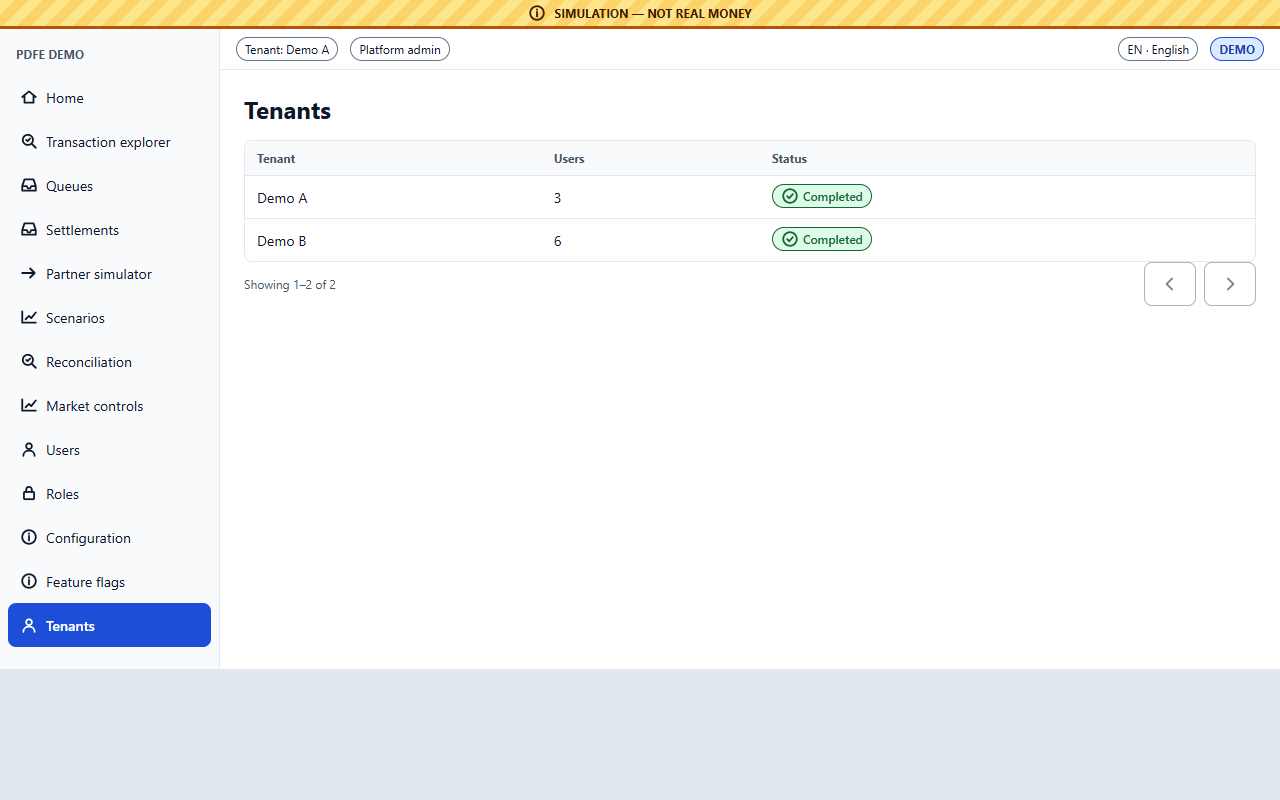 SIMULATION — NOT REAL MONEY
PDFE DEMO
Tenant: Demo A
Platform admin
EN · English
DEMO
Home
Transaction explorer
Queues
Settlements
Partner simulator
Scenarios
Reconciliation
Market controls
Users
Roles
Configuration
Feature flags
Tenants
Tenants
Tenant Users Status
Demo A 3 Completed
Demo B 6 Completed
Showing 1–2 of 2